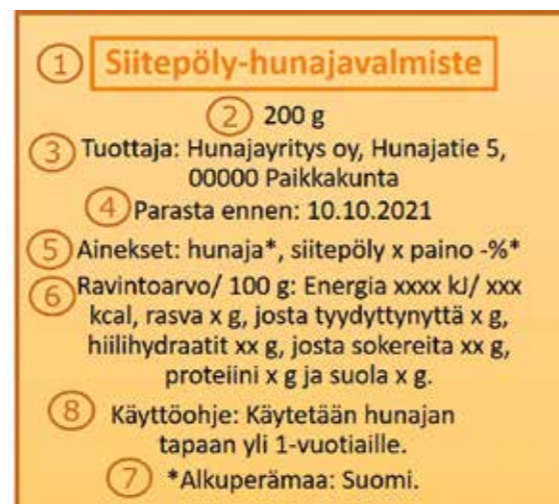 1 Siitepöly-hunajavalmiste
2 200 g
3 Tuottaja: Hunajayritys oy, Hunajatie 5,
00000 Paikkakunta
4 Parasta ennen: 10.10.2021
5 Ainekset: hunaja*, siitepöly x paino -%*
6 Ravintoarvo/ 100 g: Energia xxxx kJ/ xxx
kcal, rasva x g, josta tyydyttynyttä x g,
hiilihydraatit xx g, josta sokereita xx g,
proteiini x g ja suola x g.
8 Käyttöohje: Käytetään hunajan
tapaan yli 1-vuotiaille.
7 *Alkuperämaa: Suomi.